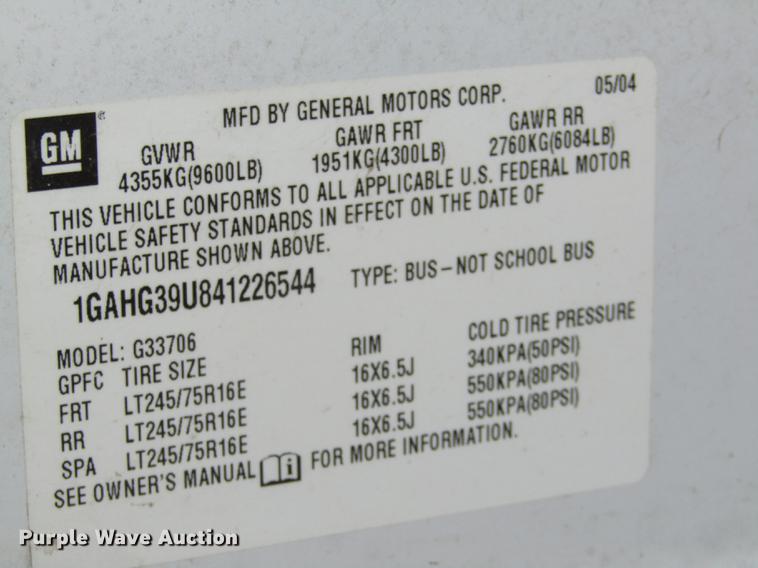 GM
MFD BY GENERAL MOTORS CORP. 05/04
GVWR GAWR FRT GAWR RR
4355KG(9600LB) 1951KG(4300LB) 2760KG(6084LB)
THIS VEHICLE CONFORMS TO ALL APPLICABLE U.S. FEDERAL MOTOR
VEHICLE SAFETY STANDARDS IN EFFECT ON THE DATE OF
MANUFACTURE SHOWN ABOVE.
1GAHG39U841226544 TYPE: BUS – NOT SCHOOL BUS
MODEL: G33706
GPFC TIRE SIZE RIM COLD TIRE PRESSURE
FRT LT245/75R16E 16X6.5J 340KPA(50PSI)
RR LT245/75R16E 16X6.5J 550KPA(80PSI)
SPA LT245/75R16E 16X6.5J 550KPA(80PSI)
SEE OWNER'S MANUAL i FOR MORE INFORMATION.
Purple Wave Auction